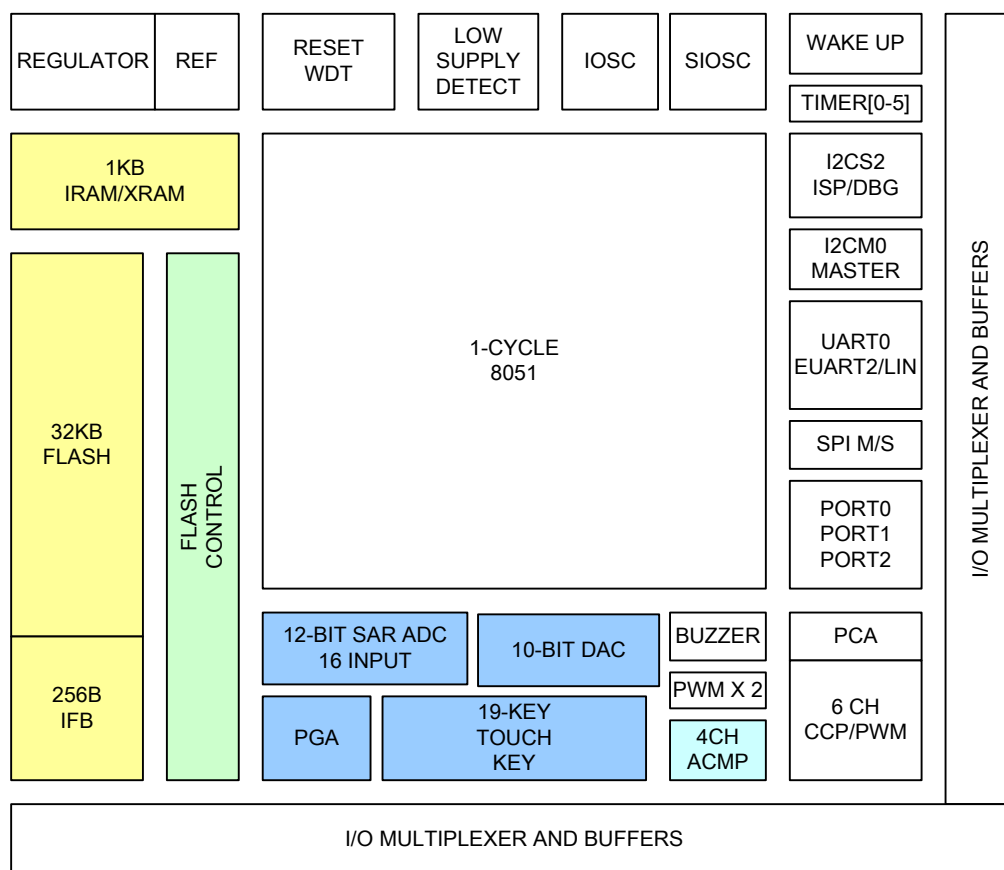 REGULATOR
REF
RESET
WDT
LOW
SUPPLY
DETECT
IOSC
SIOSC
WAKE UP
TIMER[0-5]
1KB
IRAM/XRAM
I2CS2
ISP/DBG
I2CM0
MASTER
1-CYCLE
8051
UART0
EUART2/LIN
32KB
FLASH
FLASH
CONTROL
SPI M/S
PORT0
PORT1
PORT2
I/O MULTIPLEXER AND BUFFERS
256B
IFB
12-BIT SAR ADC
16 INPUT
10-BIT DAC
BUZZER
PCA
PGA
19-KEY
TOUCH
KEY
PWM X 2
4CH
ACMP
6 CH
CCP/PWM
I/O MULTIPLEXER AND BUFFERS